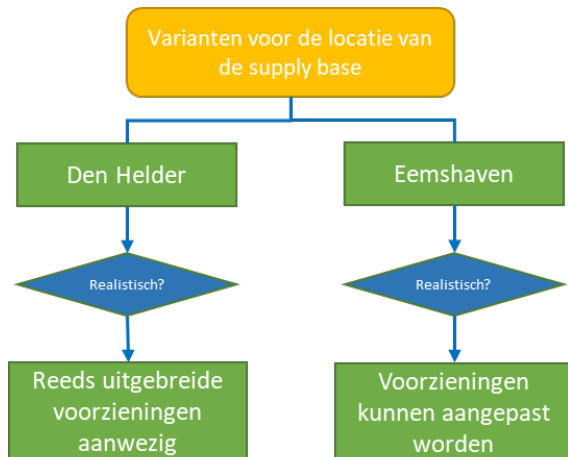 Varianten voor de locatie van
de supply base
Den Helder
Eemshaven
Realistisch?
Realistisch?
Reeds uitgebreide
voorzieningen
aanwezig
Voorzieningen
kunnen aangepast
worden